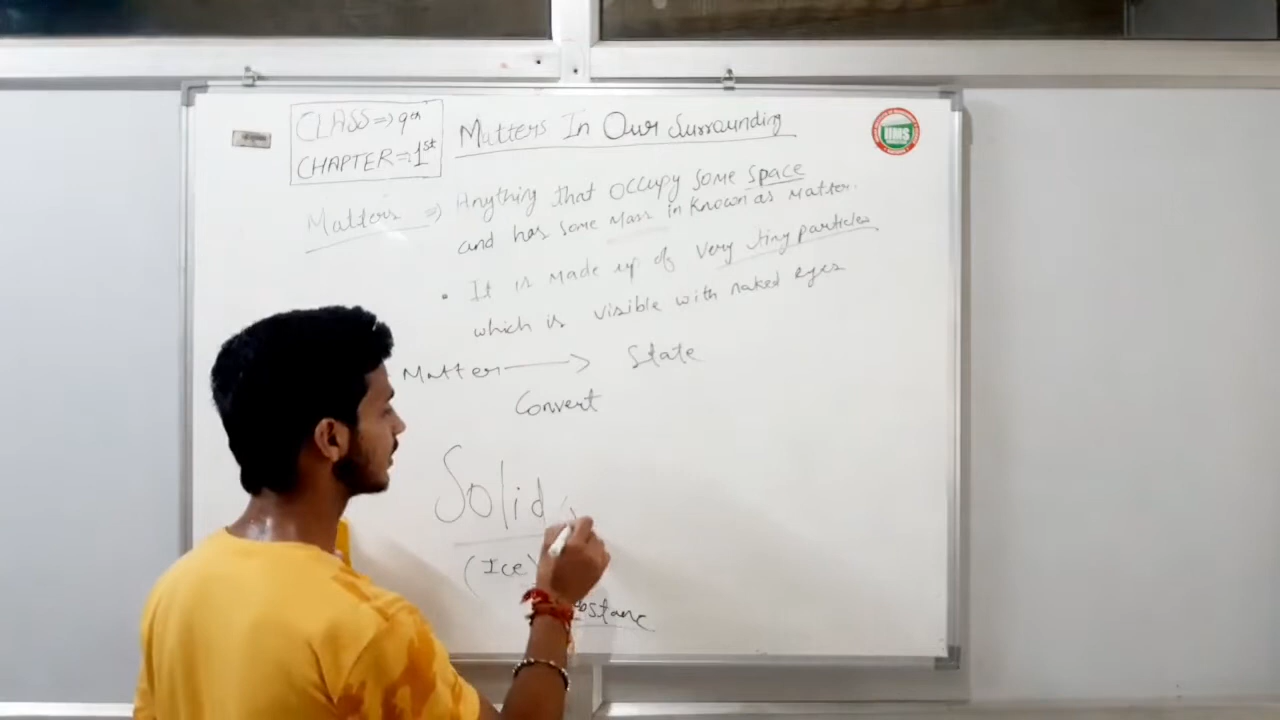 CLASS => 9th
CHAPTER => 1st
Matters In Our Surrounding
Matters => Anything that occupy some space
and has some mass in known as matter.
• It is made up of very tiny particles
which is visible with naked eyes
Matter → State
Convert
Solid
(Ice)
IIMS